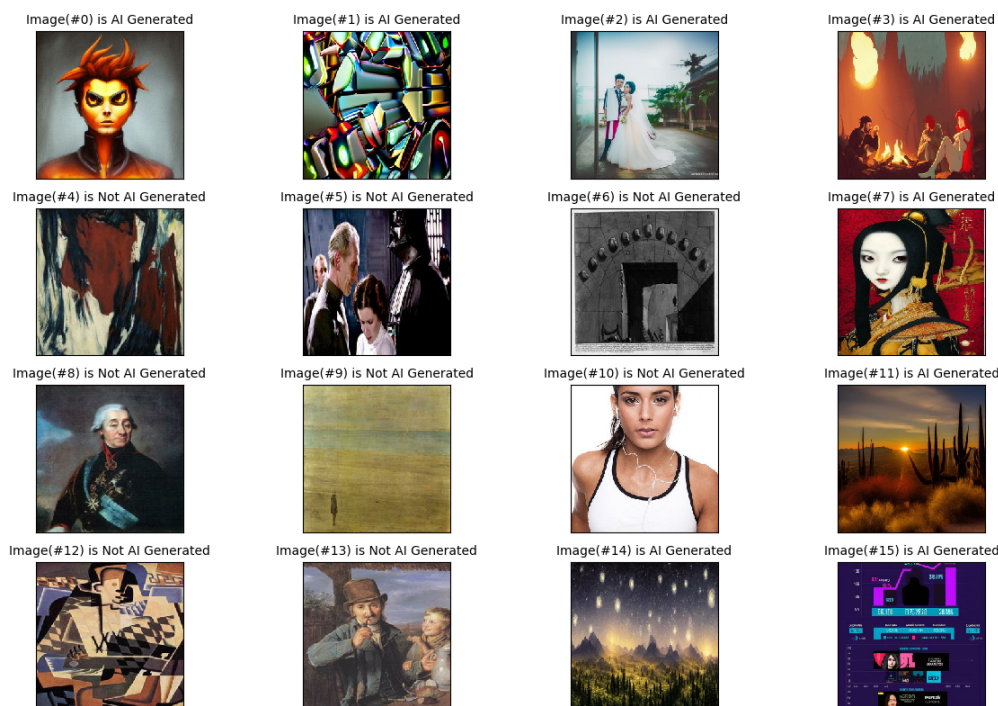 Image(#0) is AI Generated
Image(#1) is AI Generated
Image(#2) is AI Generated
Image(#3) is AI Generated
Image(#4) is Not AI Generated
Image(#5) is Not AI Generated
Image(#6) is Not AI Generated
Image(#7) is AI Generated
Image(#8) is Not AI Generated
Image(#9) is Not AI Generated
Image(#10) is Not AI Generated
Image(#11) is AI Generated
Image(#12) is Not AI Generated
Image(#13) is Not AI Generated
Image(#14) is AI Generated
Image(#15) is AI Generated